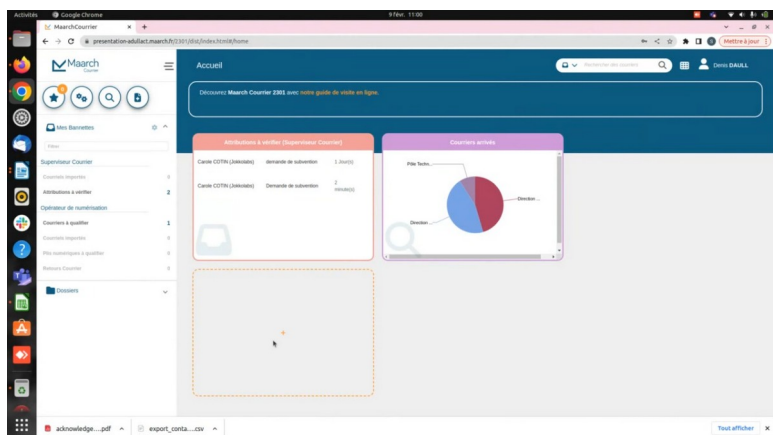 Activités Google Chrome 9 févr. 11:00
MaarchCourrier
presentation-adullact.maarch.fr/2301/dist/index.html#/home
Mettre à jour
Maarch
Courrier
Accueil
Rechercher des courriers
Denis DAULL
Découvrez Maarch Courrier 2301 avec notre guide de visite en ligne.
Mes Bannettes
Filtrer
Superviseur Courrier
Courriels importés 0
Attributions à vérifier 2
Opérateur de numérisation
Courriers à qualifier 1
Courriels importés 0
Plis numériques à qualifier 0
Retours Courrier 0
Dossiers
Attributions à vérifier (Superviseur Courrier)
Carole COTIN (Jokkolabs) demande de subvention 1 Jour(s)
Carole COTIN (Jokkolabs) Demande de subvention 2 minute(s)
Courriers arrivés
Pôle Techn...
Direction ...
Direction ...
+
acknowledge....pdf export_conta....csv Tout afficher